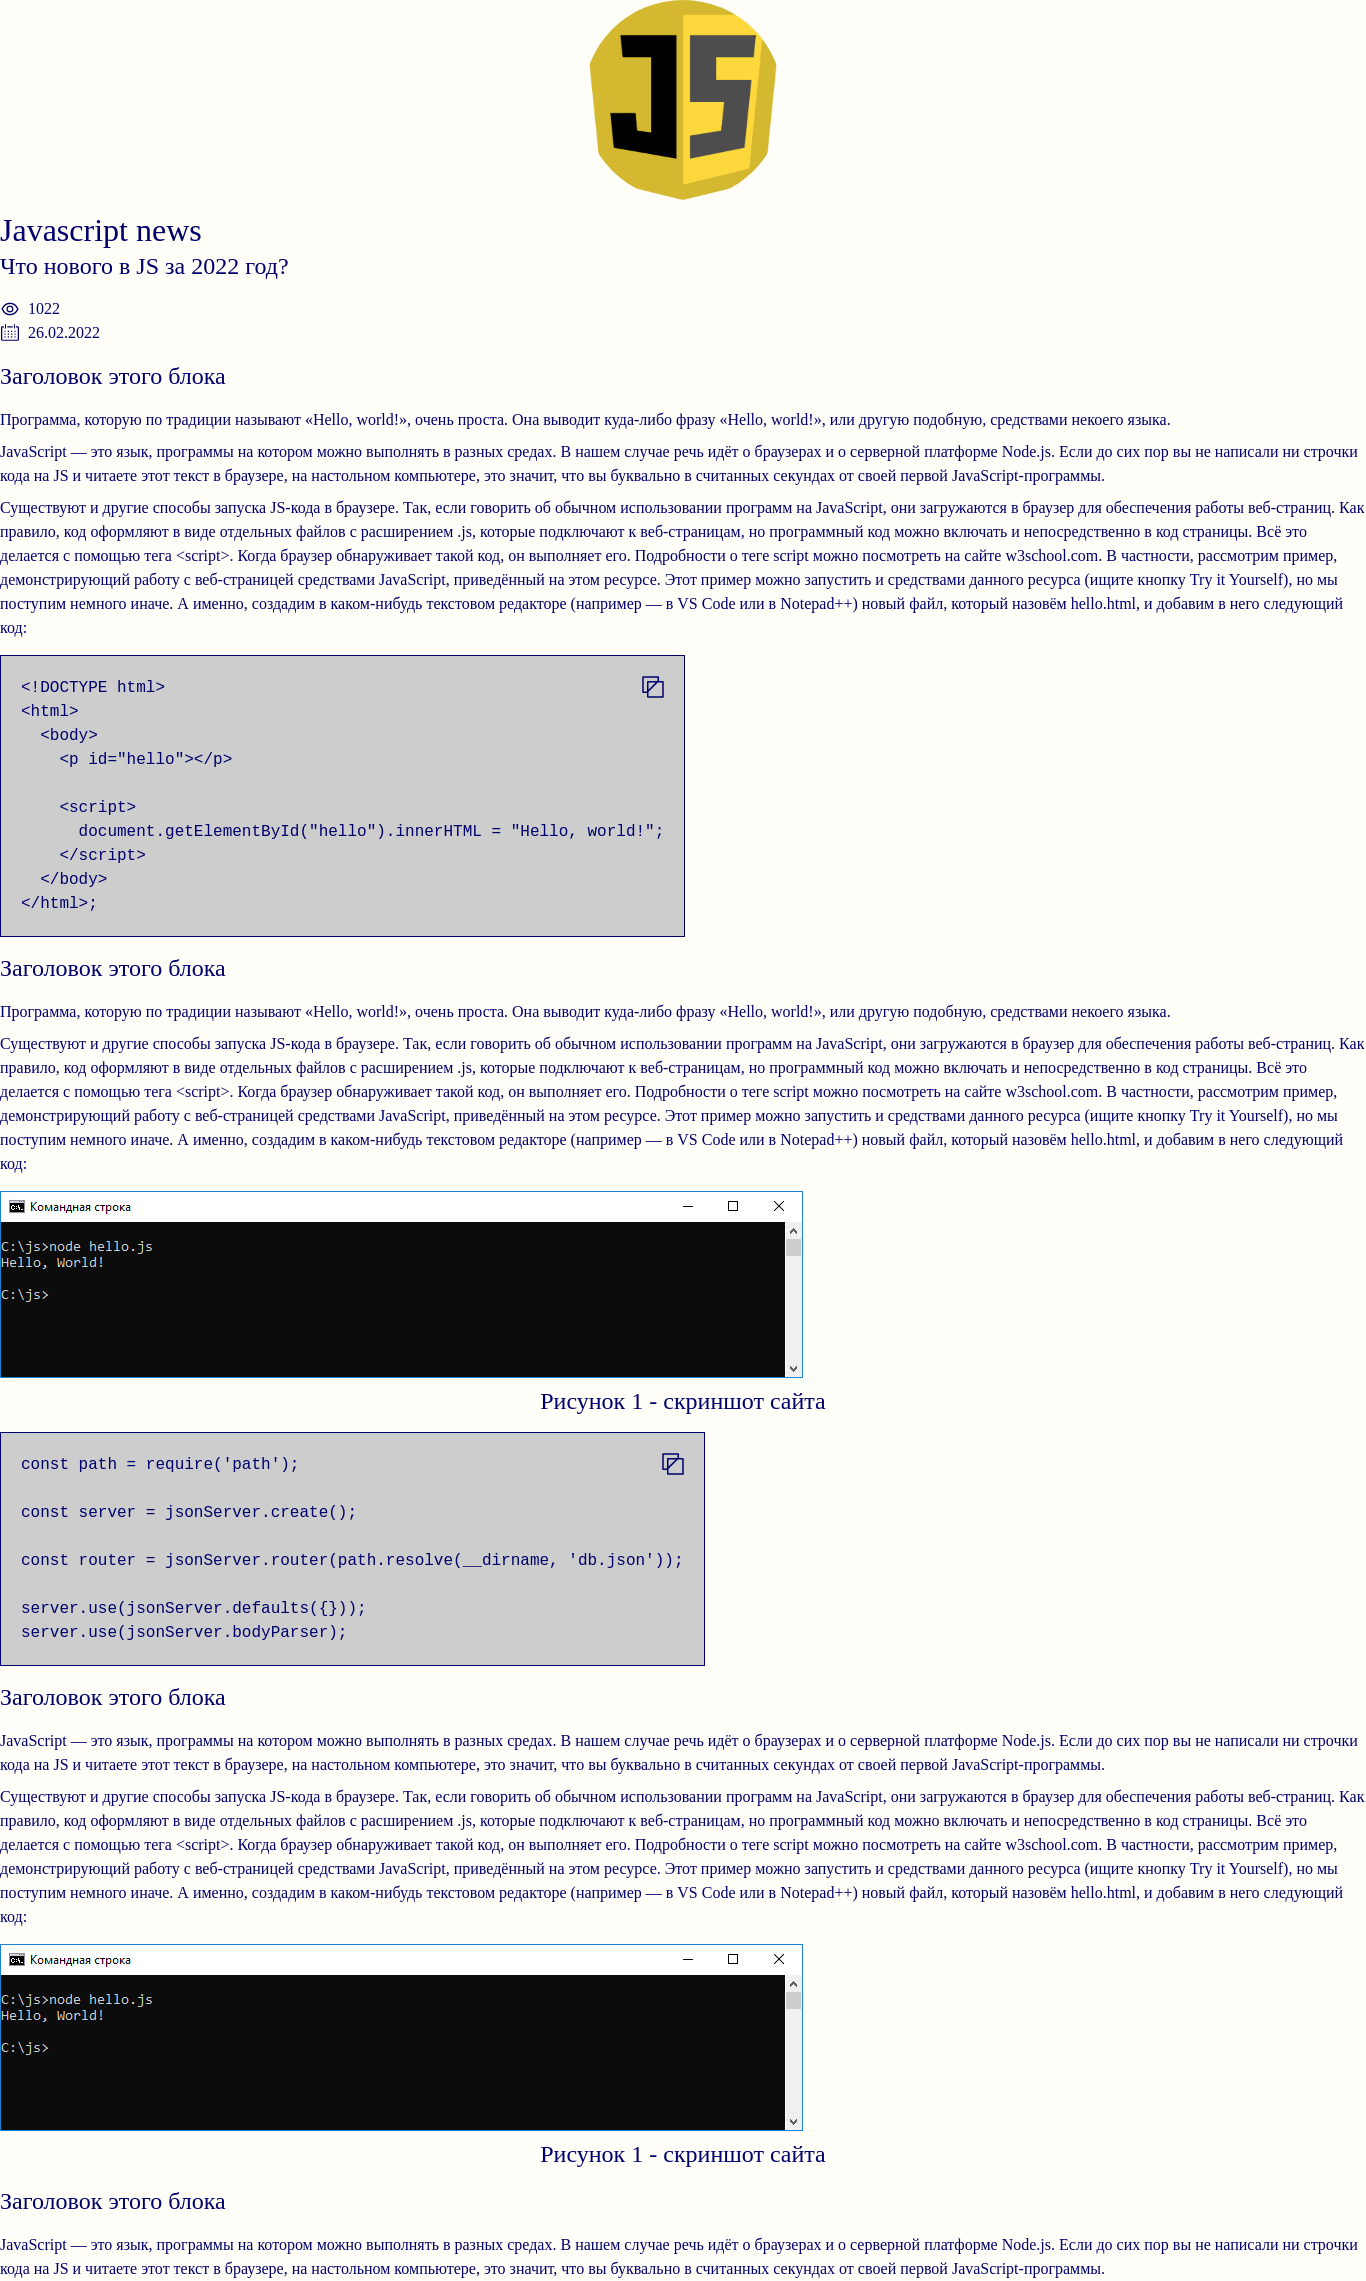 JS
Javascript news
Что нового в JS за 2022 год?
1022
26.02.2022
Заголовок этого блока
Программа, которую по традиции называют «Hello, world!», очень проста. Она выводит куда-либо фразу «Hello, world!», или другую подобную, средствами некоего языка.
JavaScript — это язык, программы на котором можно выполнять в разных средах. В нашем случае речь идёт о браузерах и о серверной платформе Node.js. Если до сих пор вы не написали ни строчки
кода на JS и читаете этот текст в браузере, на настольном компьютере, это значит, что вы буквально в считанных секундах от своей первой JavaScript-программы.
Существуют и другие способы запуска JS-кода в браузере. Так, если говорить об обычном использовании программ на JavaScript, они загружаются в браузер для обеспечения работы веб-страниц. Как
правило, код оформляют в виде отдельных файлов с расширением .js, которые подключают к веб-страницам, но программный код можно включать и непосредственно в код страницы. Всё это
делается с помощью тега <script>. Когда браузер обнаруживает такой код, он выполняет его. Подробности о теге script можно посмотреть на сайте w3school.com. В частности, рассмотрим пример,
демонстрирующий работу с веб-страницей средствами JavaScript, приведённый на этом ресурсе. Этот пример можно запустить и средствами данного ресурса (ищите кнопку Try it Yourself), но мы
поступим немного иначе. А именно, создадим в каком-нибудь текстовом редакторе (например — в VS Code или в Notepad++) новый файл, который назовём hello.html, и добавим в него следующий
код:
<!DOCTYPE html>
<html>
  <body>
    <p id="hello"></p>

    <script>
      document.getElementById("hello").innerHTML = "Hello, world!";
    </script>
  </body>
</html>;
Заголовок этого блока
Программа, которую по традиции называют «Hello, world!», очень проста. Она выводит куда-либо фразу «Hello, world!», или другую подобную, средствами некоего языка.
Существуют и другие способы запуска JS-кода в браузере. Так, если говорить об обычном использовании программ на JavaScript, они загружаются в браузер для обеспечения работы веб-страниц. Как
правило, код оформляют в виде отдельных файлов с расширением .js, которые подключают к веб-страницам, но программный код можно включать и непосредственно в код страницы. Всё это
делается с помощью тега <script>. Когда браузер обнаруживает такой код, он выполняет его. Подробности о теге script можно посмотреть на сайте w3school.com. В частности, рассмотрим пример,
демонстрирующий работу с веб-страницей средствами JavaScript, приведённый на этом ресурсе. Этот пример можно запустить и средствами данного ресурса (ищите кнопку Try it Yourself), но мы
поступим немного иначе. А именно, создадим в каком-нибудь текстовом редакторе (например — в VS Code или в Notepad++) новый файл, который назовём hello.html, и добавим в него следующий
код:
Командная строка
C:\js>node hello.js
Hello, World!
C:\js>
Рисунок 1 - скриншот сайта
const path = require('path');

const server = jsonServer.create();

const router = jsonServer.router(path.resolve(__dirname, 'db.json'));

server.use(jsonServer.defaults({}));
server.use(jsonServer.bodyParser);
Заголовок этого блока
JavaScript — это язык, программы на котором можно выполнять в разных средах. В нашем случае речь идёт о браузерах и о серверной платформе Node.js. Если до сих пор вы не написали ни строчки
кода на JS и читаете этот текст в браузере, на настольном компьютере, это значит, что вы буквально в считанных секундах от своей первой JavaScript-программы.
Существуют и другие способы запуска JS-кода в браузере. Так, если говорить об обычном использовании программ на JavaScript, они загружаются в браузер для обеспечения работы веб-страниц. Как
правило, код оформляют в виде отдельных файлов с расширением .js, которые подключают к веб-страницам, но программный код можно включать и непосредственно в код страницы. Всё это
делается с помощью тега <script>. Когда браузер обнаруживает такой код, он выполняет его. Подробности о теге script можно посмотреть на сайте w3school.com. В частности, рассмотрим пример,
демонстрирующий работу с веб-страницей средствами JavaScript, приведённый на этом ресурсе. Этот пример можно запустить и средствами данного ресурса (ищите кнопку Try it Yourself), но мы
поступим немного иначе. А именно, создадим в каком-нибудь текстовом редакторе (например — в VS Code или в Notepad++) новый файл, который назовём hello.html, и добавим в него следующий
код:
Командная строка
C:\js>node hello.js
Hello, World!
C:\js>
Рисунок 1 - скриншот сайта
Заголовок этого блока
JavaScript — это язык, программы на котором можно выполнять в разных средах. В нашем случае речь идёт о браузерах и о серверной платформе Node.js. Если до сих пор вы не написали ни строчки
кода на JS и читаете этот текст в браузере, на настольном компьютере, это значит, что вы буквально в считанных секундах от своей первой JavaScript-программы.